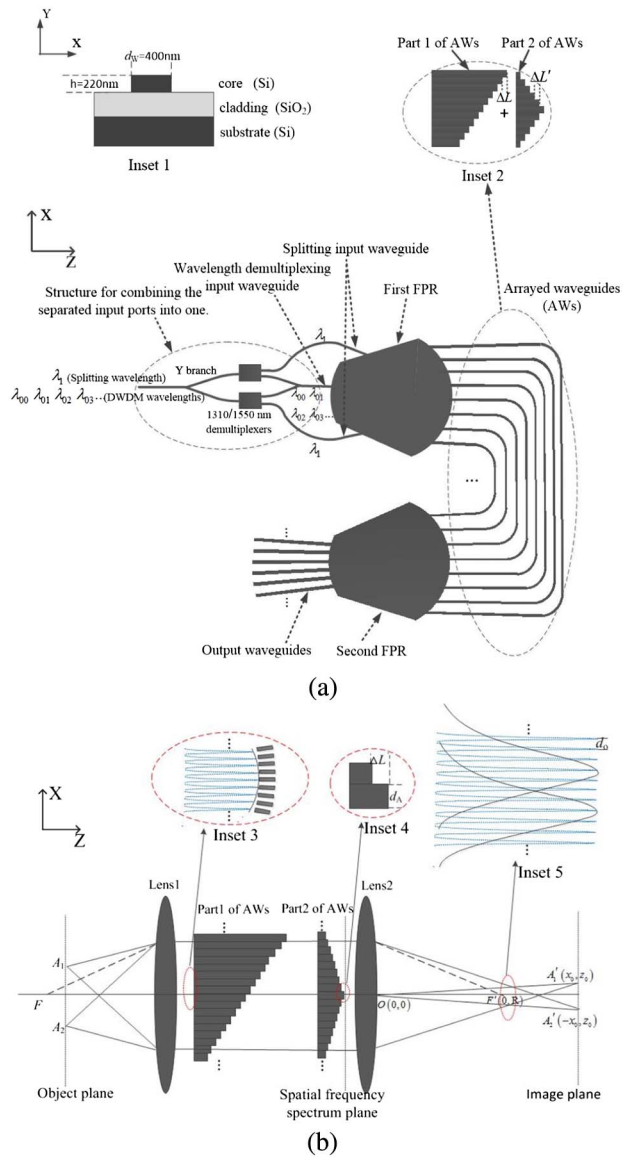 Y
X
d_W=400nm
h=220nm
core (Si)
cladding (SiO₂)
substrate(Si)
Inset 1
Part 1 of AWs
Part 2 of AWs
ΔL
+
ΔL′
Inset 2
X
Z
Structure for combining the
separated input ports into one.
Wavelength demultiplexing
input waveguide
Splitting input waveguide
First FPR
Arrayed waveguides
(AWs)
λ₁ (Splitting wavelength)
λ₀₀ λ₀₁ λ₀₂ λ₀₃...(DWDM wavelengths)
Y branch
1310/1550 nm
demultiplexers
λ₁
λ₀₀ λ₀₁
λ₀₂ λ₀₃...
λ₁
...
Output waveguides
Second FPR
(a)
X
Z
Inset 3
ΔL
d_A
Inset 4
d_o
Inset 5
Lens1
Part1 of AWs
Part2 of AWs
Lens2
A₁
F
A₂
O(0,0)
F′(0,R)
A₁′(x₀,z₀)
A₂′(-x₀,z₀)
Object plane
Spatial frequency
spectrum plane
Image plane
(b)